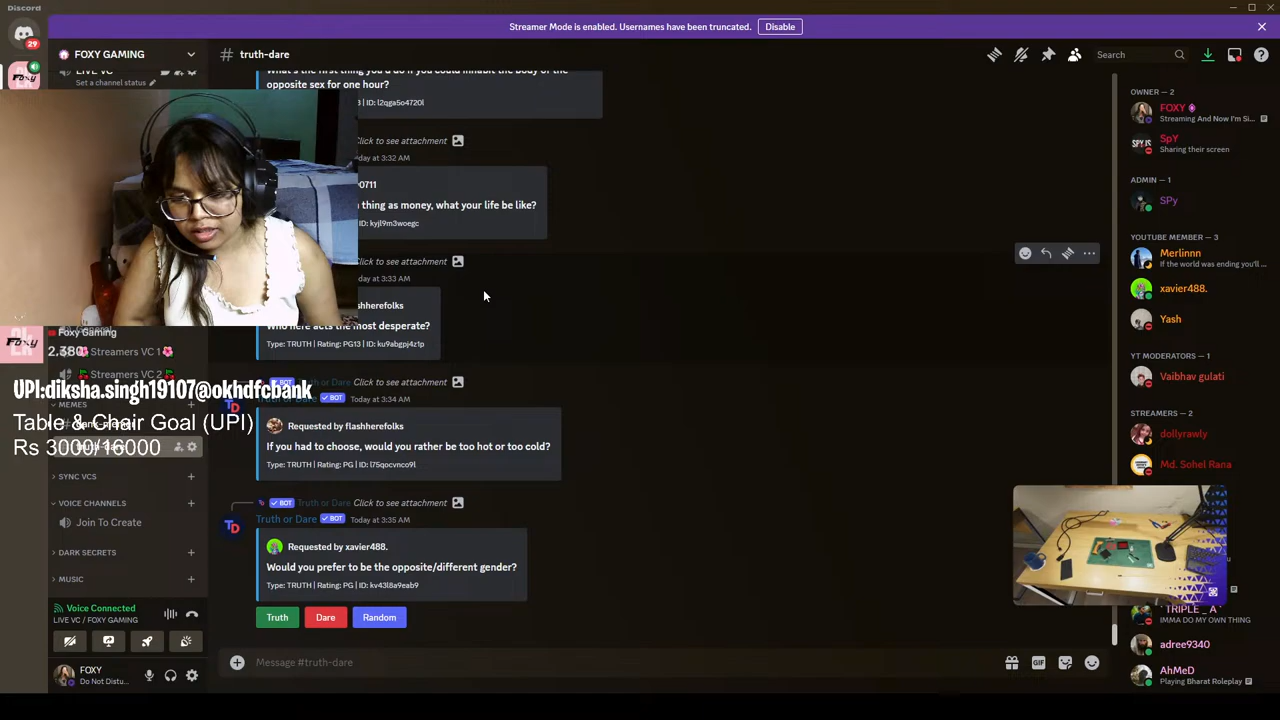 Discord
Streamer Mode is enabled. Usernames have been truncated.
Disable
29
FOXY GAMING
truth-dare
Search
LIVE VC
Set a channel status
What's the first thing you'd do if you could inhabit the body of the
opposite sex for one hour?
ID: l2qga5o4720l
Click to see attachment
day at 3:32 AM
0711
thing as money, what your life be like?
ID: kyjl9m3woegc
Click to see attachment
day at 3:33 AM
shherefolks
Who here acts the most desperate?
Type: TRUTH | Rating: PG13 | ID: ku9abgpj4z1p
BOT Truth or Dare Click to see attachment
Truth or Dare BOT Today at 3:34 AM
Requested by flashherefolks
If you had to choose, would you rather be too hot or too cold?
Type: TRUTH | Rating: PG | ID: l75qocvnco9l
BOT Truth or Dare Click to see attachment
Truth or Dare BOT Today at 3:35 AM
TD
Requested by xavier488.
Would you prefer to be the opposite/different gender?
Type: TRUTH | Rating: PG | ID: kv43l8a9eab9
Truth
Dare
Random
Message #truth-dare
GIF
General
Foxy Gaming
Foxy
2,380
Streamers VC 1
Streamers VC 2
UPI:diksha.singh19107@okhdfcbank
MEMES
Table & Chair Goal (UPI)
Rs 3000/16000
SYNC VCS
VOICE CHANNELS
Join To Create
DARK SECRETS
MUSIC
Voice Connected
LIVE VC / FOXY GAMING
FOXY
Do Not Distu...
OWNER — 2
FOXY
Streaming And Now I'm Si...
SpY
Sharing their screen
ADMIN — 1
SPy
YOUTUBE MEMBER — 3
Merlinnn
If the world was ending you'll ...
xavier488.
Yash
YT MODERATORS — 1
Vaibhav gulati
STREAMERS — 2
dollyrawly
Md. Sohel Rana
TRIPLE _ A
IMMA DO MY OWN THING
adree9340
AhMeD
Playing Bharat Roleplay